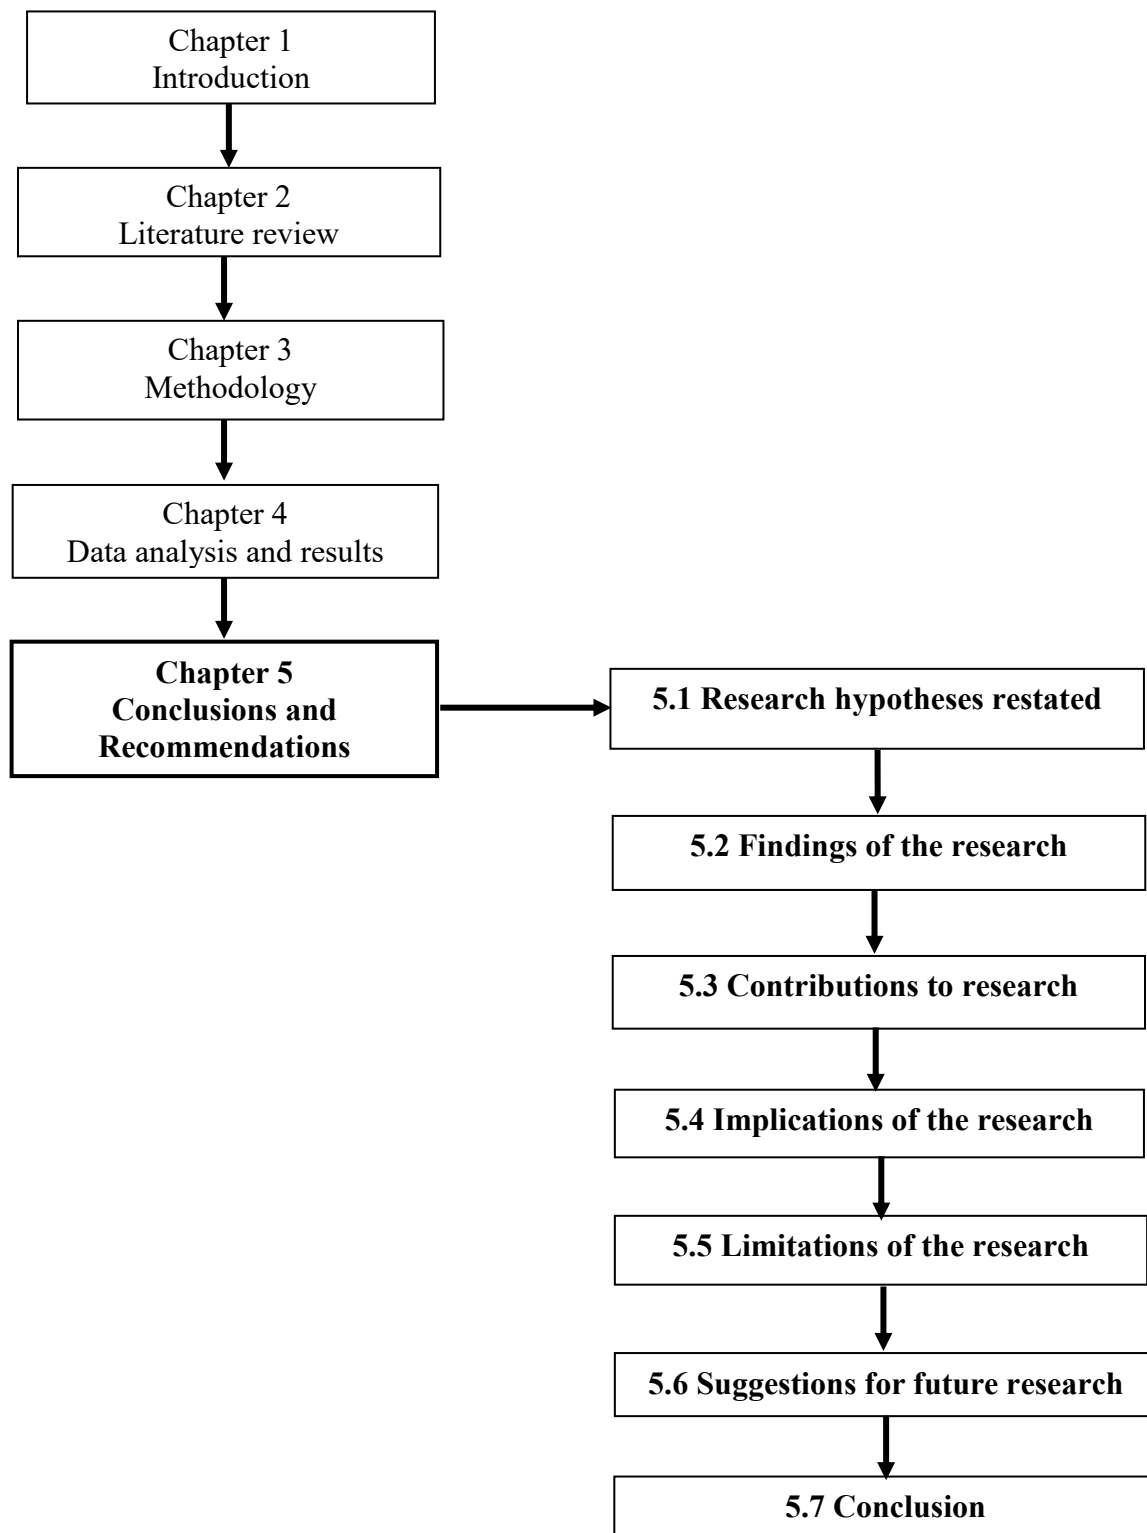 Chapter 1
Introduction
Chapter 2
Literature review
Chapter 3
Methodology
Chapter 4
Data analysis and results
Chapter 5
Conclusions and
Recommendations
5.1 Research hypotheses restated
5.2 Findings of the research
5.3 Contributions to research
5.4 Implications of the research
5.5 Limitations of the research
5.6 Suggestions for future research
5.7 Conclusion